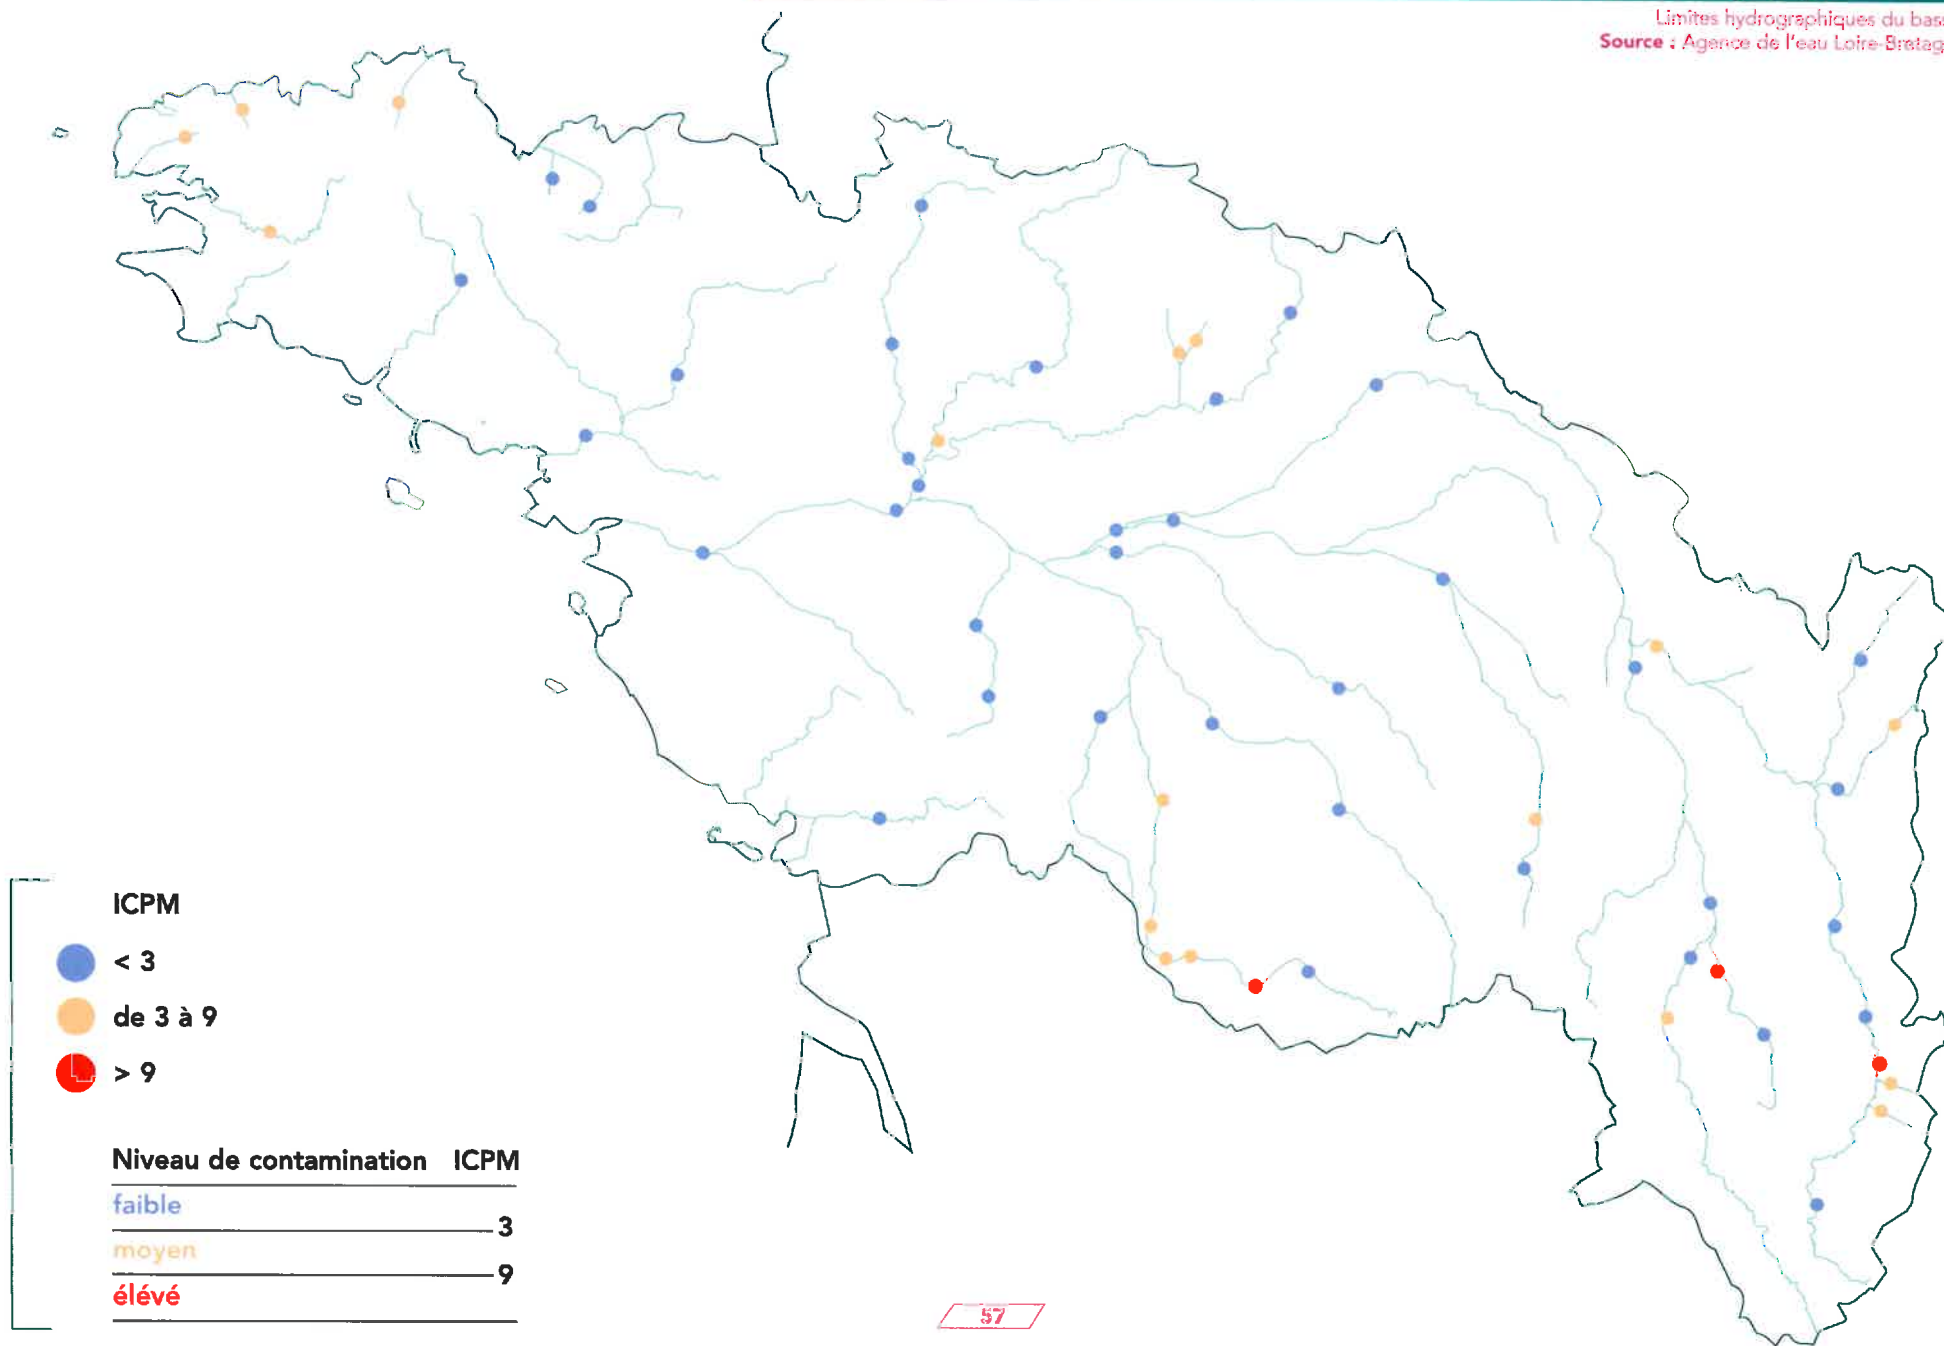 Limites hydrographiques du bass
Source : Agence de l'eau Loire-Bretag
ICPM
< 3
de 3 à 9
> 9
Niveau de contamination ICPM
faible
3
moyen
9
élévé
57